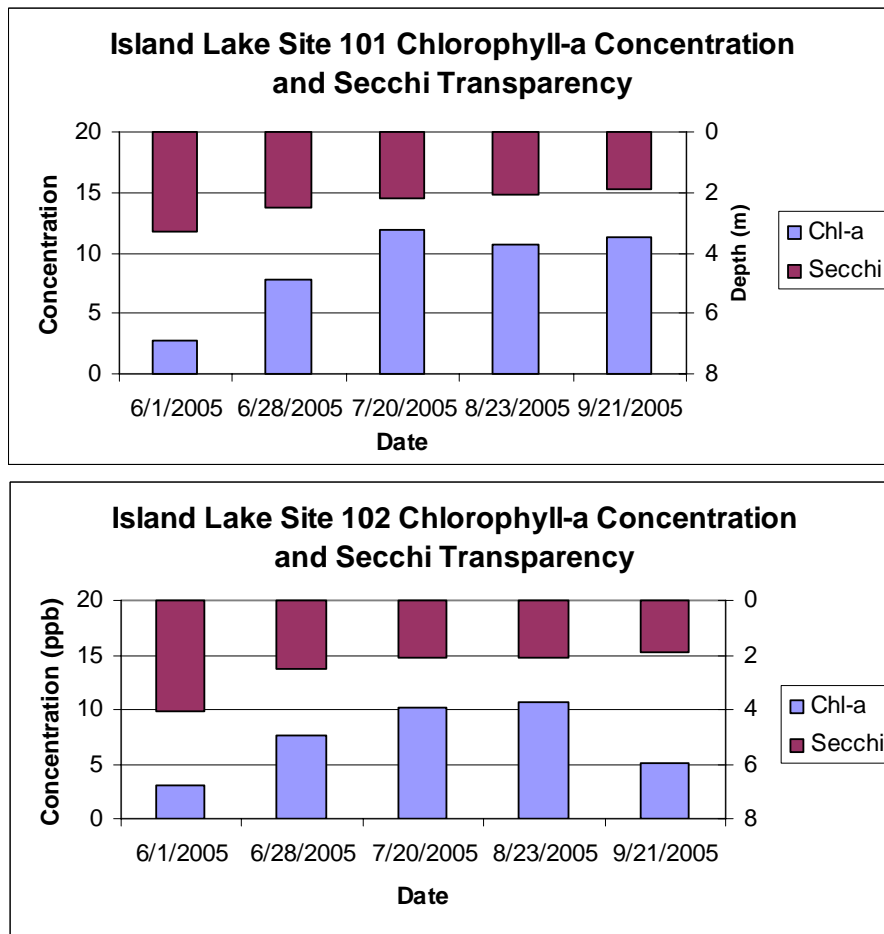 Island Lake Site 101 Chlorophyll-a Concentration
and Secchi Transparency
20
15
10
5
0
Concentration
0
2
4
6
8
Depth (m)
Chl-a
Secchi
6/1/2005 6/28/2005 7/20/2005 8/23/2005 9/21/2005
Date
Island Lake Site 102 Chlorophyll-a Concentration
and Secchi Transparency
20
15
10
5
0
Concentration (ppb)
0
2
4
6
8
Chl-a
Secchi
6/1/2005 6/28/2005 7/20/2005 8/23/2005 9/21/2005
Date